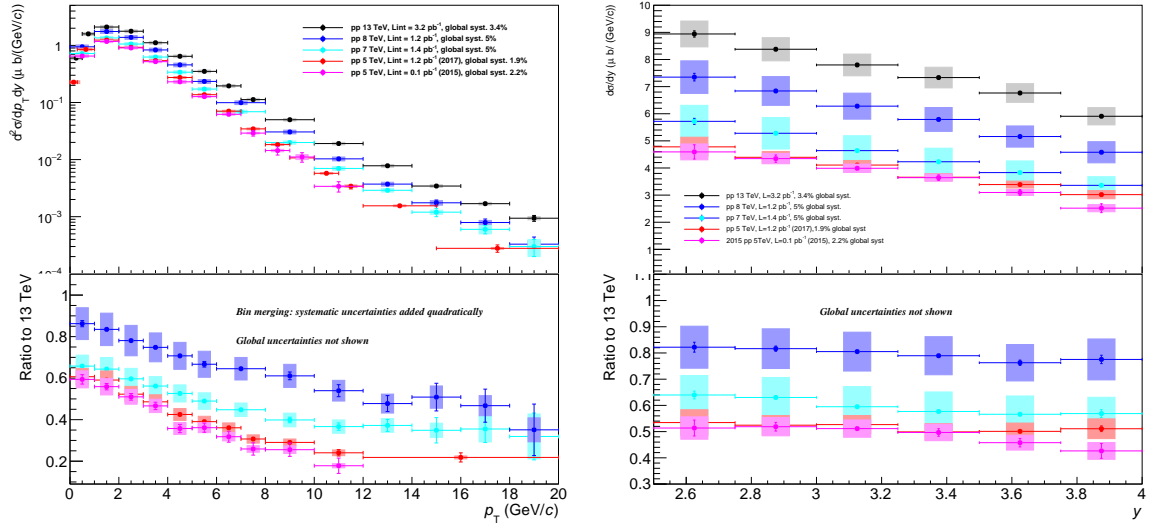 pp 13 TeV, Lint = 3.2 pb⁻¹, global syst. 3.4%
pp 8 TeV, Lint = 1.2 pb⁻¹, global syst. 5%
pp 7 TeV, Lint = 1.4 pb⁻¹, global syst. 5%
pp 5 TeV, Lint = 1.2 pb⁻¹ (2017), global syst. 1.9%
pp 5 TeV, Lint = 0.1 pb⁻¹ (2015), global syst. 2.2%
d²σ/dp_T dy (μ b/(GeV/c))
1
10⁻¹
10⁻²
10⁻³
10⁻⁴
Bin merging: systematic uncertainties added quadratically
Global uncertainties not shown
Ratio to 13 TeV
1
0.8
0.6
0.4
0.2
0 2 4 6 8 10 12 14 16 18 20
p_T (GeV/c)
dσ/dy (μ b/ (GeV/c))
9
8
7
6
5
4
3
2
1
pp 13 TeV, L=3.2 pb⁻¹, 3.4% global syst.
pp 8 TeV, L=1.2 pb⁻¹, 5% global syst.
pp 7 TeV, L=1.4 pb⁻¹, 5% global syst.
pp 5 TeV, L=1.2 pb⁻¹ (2017),1.9% global syst
2015 pp 5TeV, L=0.1 pb⁻¹ (2015), 2.2% global syst
Global uncertainties not shown
Ratio to 13 TeV
1.1
1
0.9
0.8
0.7
0.6
0.5
0.4
0.3
2.6 2.8 3 3.2 3.4 3.6 3.8 4
y